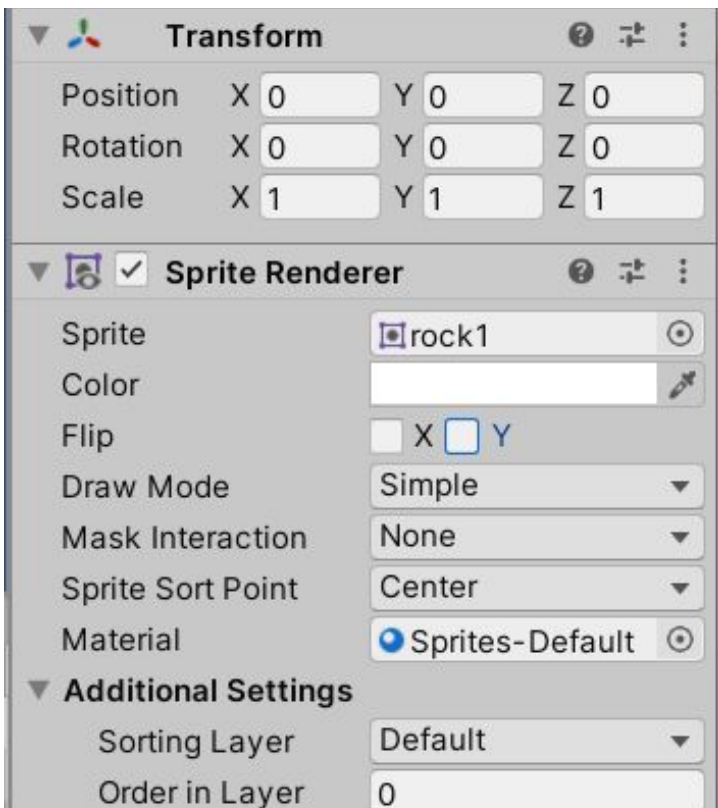 Transform
Position X 0 Y 0 Z 0
Rotation X 0 Y 0 Z 0
Scale X 1 Y 1 Z 1
Sprite Renderer
Sprite rock1
Color
Flip X Y
Draw Mode Simple
Mask Interaction None
Sprite Sort Point Center
Material Sprites-Default
Additional Settings
Sorting Layer Default
Order in Layer 0